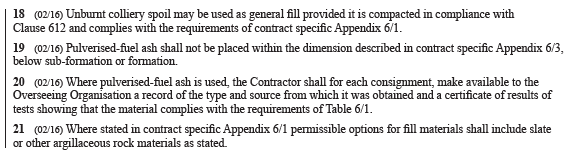 18 (02/16) Unburnt colliery spoil may be used as general fill provided it is compacted in compliance with
Clause 612 and complies with the requirements of contract specific Appendix 6/1.
19 (02/16) Pulverised-fuel ash shall not be placed within the dimension described in contract specific Appendix 6/3,
below sub-formation or formation.
20 (02/16) Where pulverised-fuel ash is used, the Contractor shall for each consignment, make available to the
Overseeing Organisation a record of the type and source from which it was obtained and a certificate of results of
tests showing that the material complies with the requirements of Table 6/1.
21 (02/16) Where stated in contract specific Appendix 6/1 permissible options for fill materials shall include slate
or other argillaceous rock materials as stated.